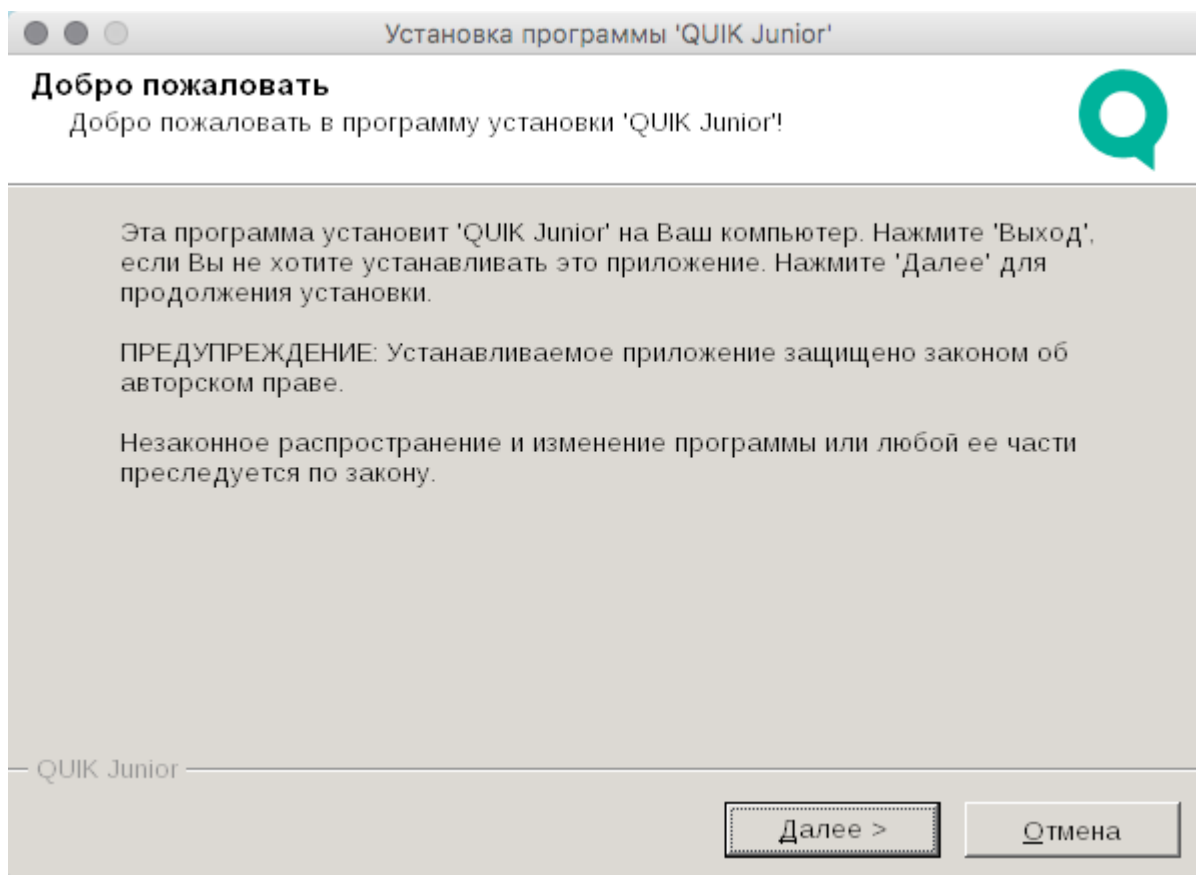 Установка программы 'QUIK Junior'
Добро пожаловать
Добро пожаловать в программу установки 'QUIK Junior'!
Эта программа установит 'QUIK Junior' на Ваш компьютер. Нажмите 'Выход',
если Вы не хотите устанавливать это приложение. Нажмите 'Далее' для
продолжения установки.
ПРЕДУПРЕЖДЕНИЕ: Устанавливаемое приложение защищено законом об
авторском праве.
Незаконное распространение и изменение программы или любой ее части
преследуется по закону.
QUIK Junior
Далее >
Отмена